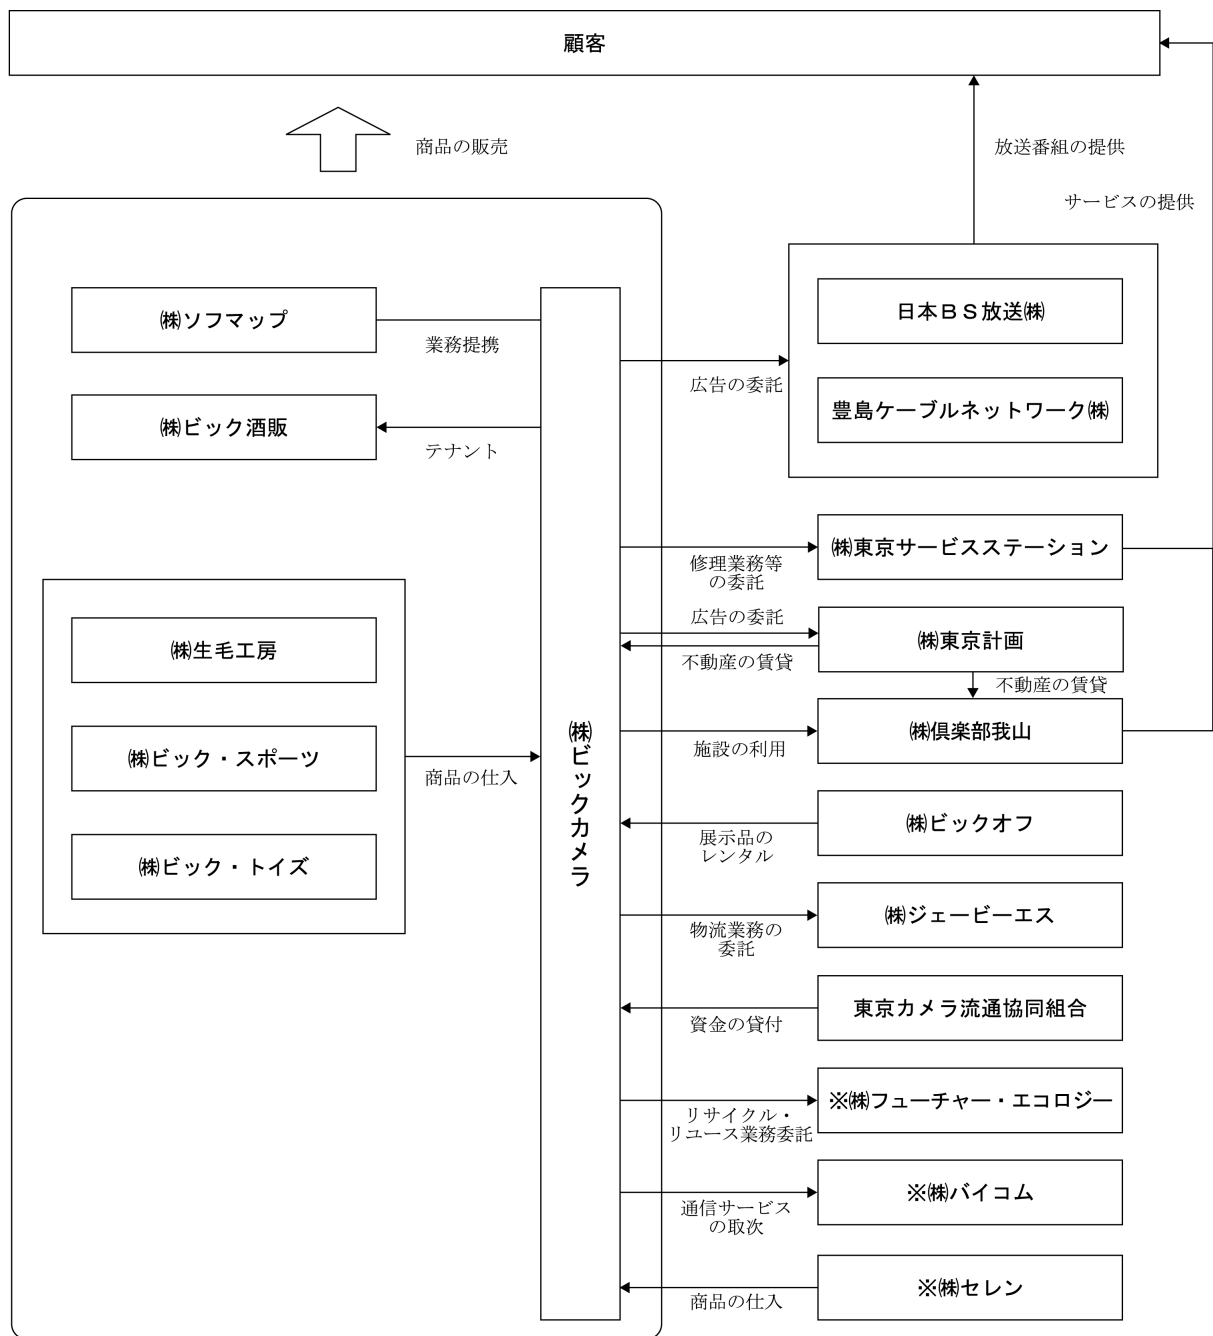 顧客
商品の販売
放送番組の提供
サービスの提供
㈱ソフマップ
業務提携
㈱ビック酒販
テナント
㈱生毛工房
㈱ビック・スポーツ
㈱ビック・トイズ
商品の仕入
㈱ビックカメラ
広告の委託
日本ＢＳ放送㈱
豊島ケーブルネットワーク㈱
修理業務等
の委託
㈱東京サービスステーション
広告の委託
不動産の賃貸
㈱東京計画
不動産の賃貸
施設の利用
㈱倶楽部我山
展示品の
レンタル
㈱ビックオフ
物流業務の
委託
㈱ジェービーエス
資金の貸付
東京カメラ流通協同組合
リサイクル・
リユース業務委託
※㈱フューチャー・エコロジー
通信サービス
の取次
※㈱バイコム
商品の仕入
※㈱セレン